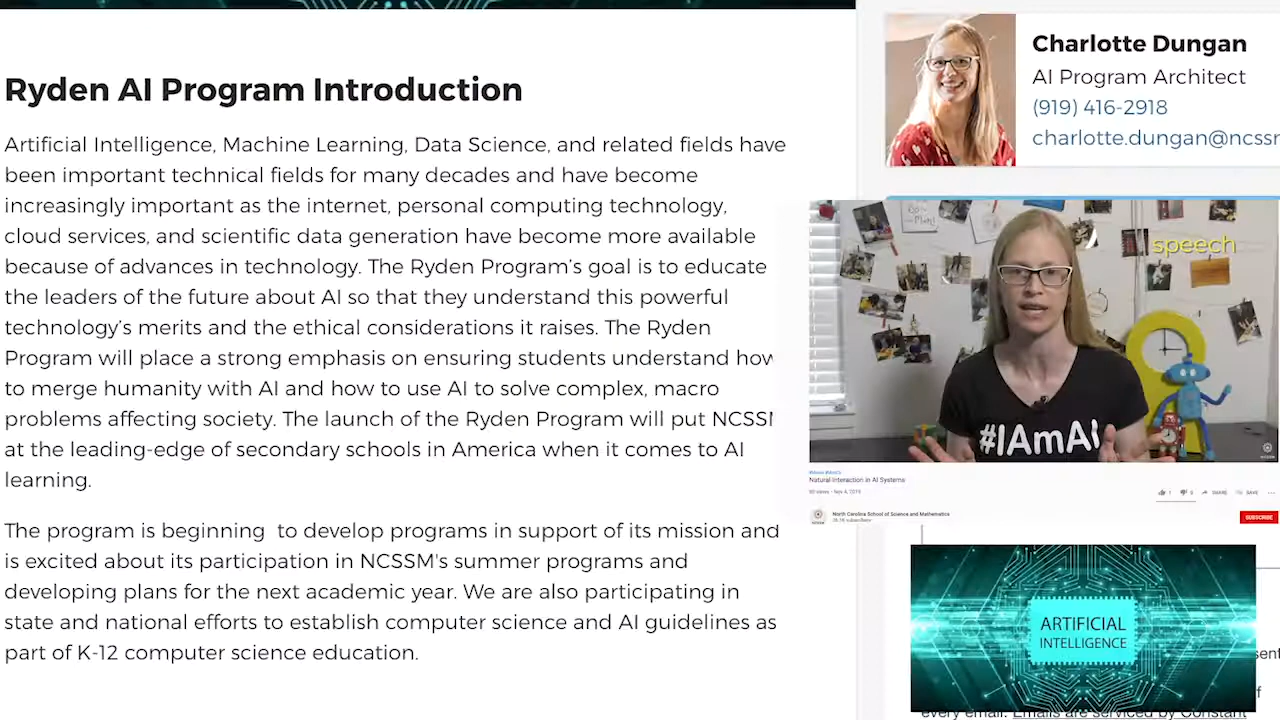 Ryden AI Program Introduction
Artificial Intelligence, Machine Learning, Data Science, and related fields have
been important technical fields for many decades and have become
increasingly important as the internet, personal computing technology,
cloud services, and scientific data generation have become more available
because of advances in technology. The Ryden Program's goal is to educate
the leaders of the future about AI so that they understand this powerful
technology's merits and the ethical considerations it raises. The Ryden
Program will place a strong emphasis on ensuring students understand how
to merge humanity with AI and how to use AI to solve complex, macro
problems affecting society. The launch of the Ryden Program will put NCSSM
at the leading-edge of secondary schools in America when it comes to AI
learning.
The program is beginning to develop programs in support of its mission and
is excited about its participation in NCSSM's summer programs and
developing plans for the next academic year. We are also participating in
state and national efforts to establish computer science and AI guidelines as
part of K-12 computer science education.
Charlotte Dungan
AI Program Architect
(919) 416-2918
charlotte.dungan@ncssm
speech
#IAmAI
Natural Interaction in AI Systems
Nov 4, 2019
SHARE
SAVE
North Carolina School of Science and Mathematics
SUBSCRIBE
ARTIFICIAL
INTELLIGENCE
every email. Emails are serviced by Constant